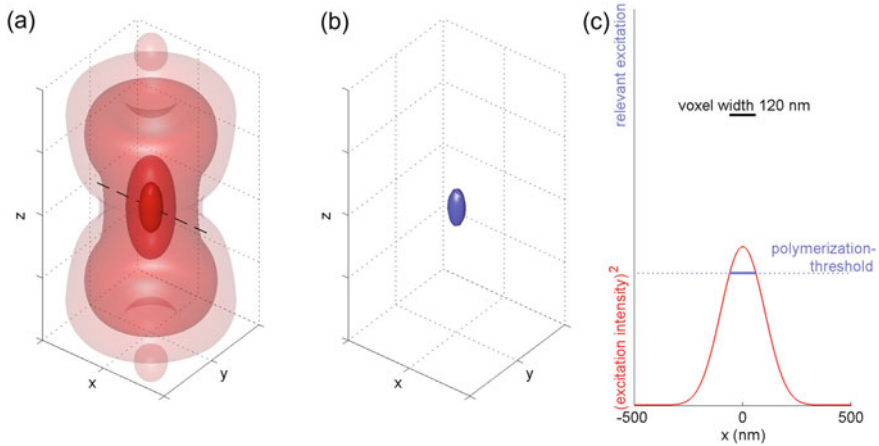 (a)
z
x
y
(b)
z
x
y
(c)
relevant excitation
(excitation intensity)²
voxel width 120 nm
polymerization-
threshold
-500
0
500
x (nm)